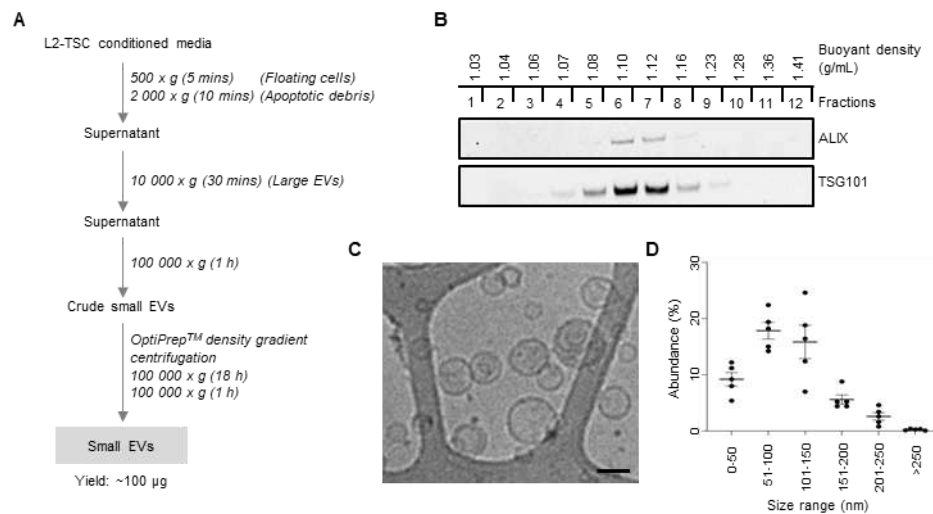 A
L2-TSC conditioned media
500 x g (5 mins) (Floating cells)
2 000 x g (10 mins) (Apoptotic debris)
Supernatant
10 000 x g (30 mins) (Large EVs)
Supernatant
100 000 x g (1 h)
Crude small EVs
OptiPrep™ density gradient
centrifugation
100 000 x g (18 h)
100 000 x g (1 h)
Small EVs
Yield: ~100 µg
B
1.03 1.04 1.06 1.07 1.08 1.10 1.12 1.16 1.23 1.28 1.36 1.41
Buoyant density
(g/mL)
1 2 3 4 5 6 7 8 9 10 11 12 Fractions
ALIX
TSG101
C
D
Abundance (%)
30
20
10
0
0-50 51-100 101-150 151-200 201-250 >250
Size range (nm)